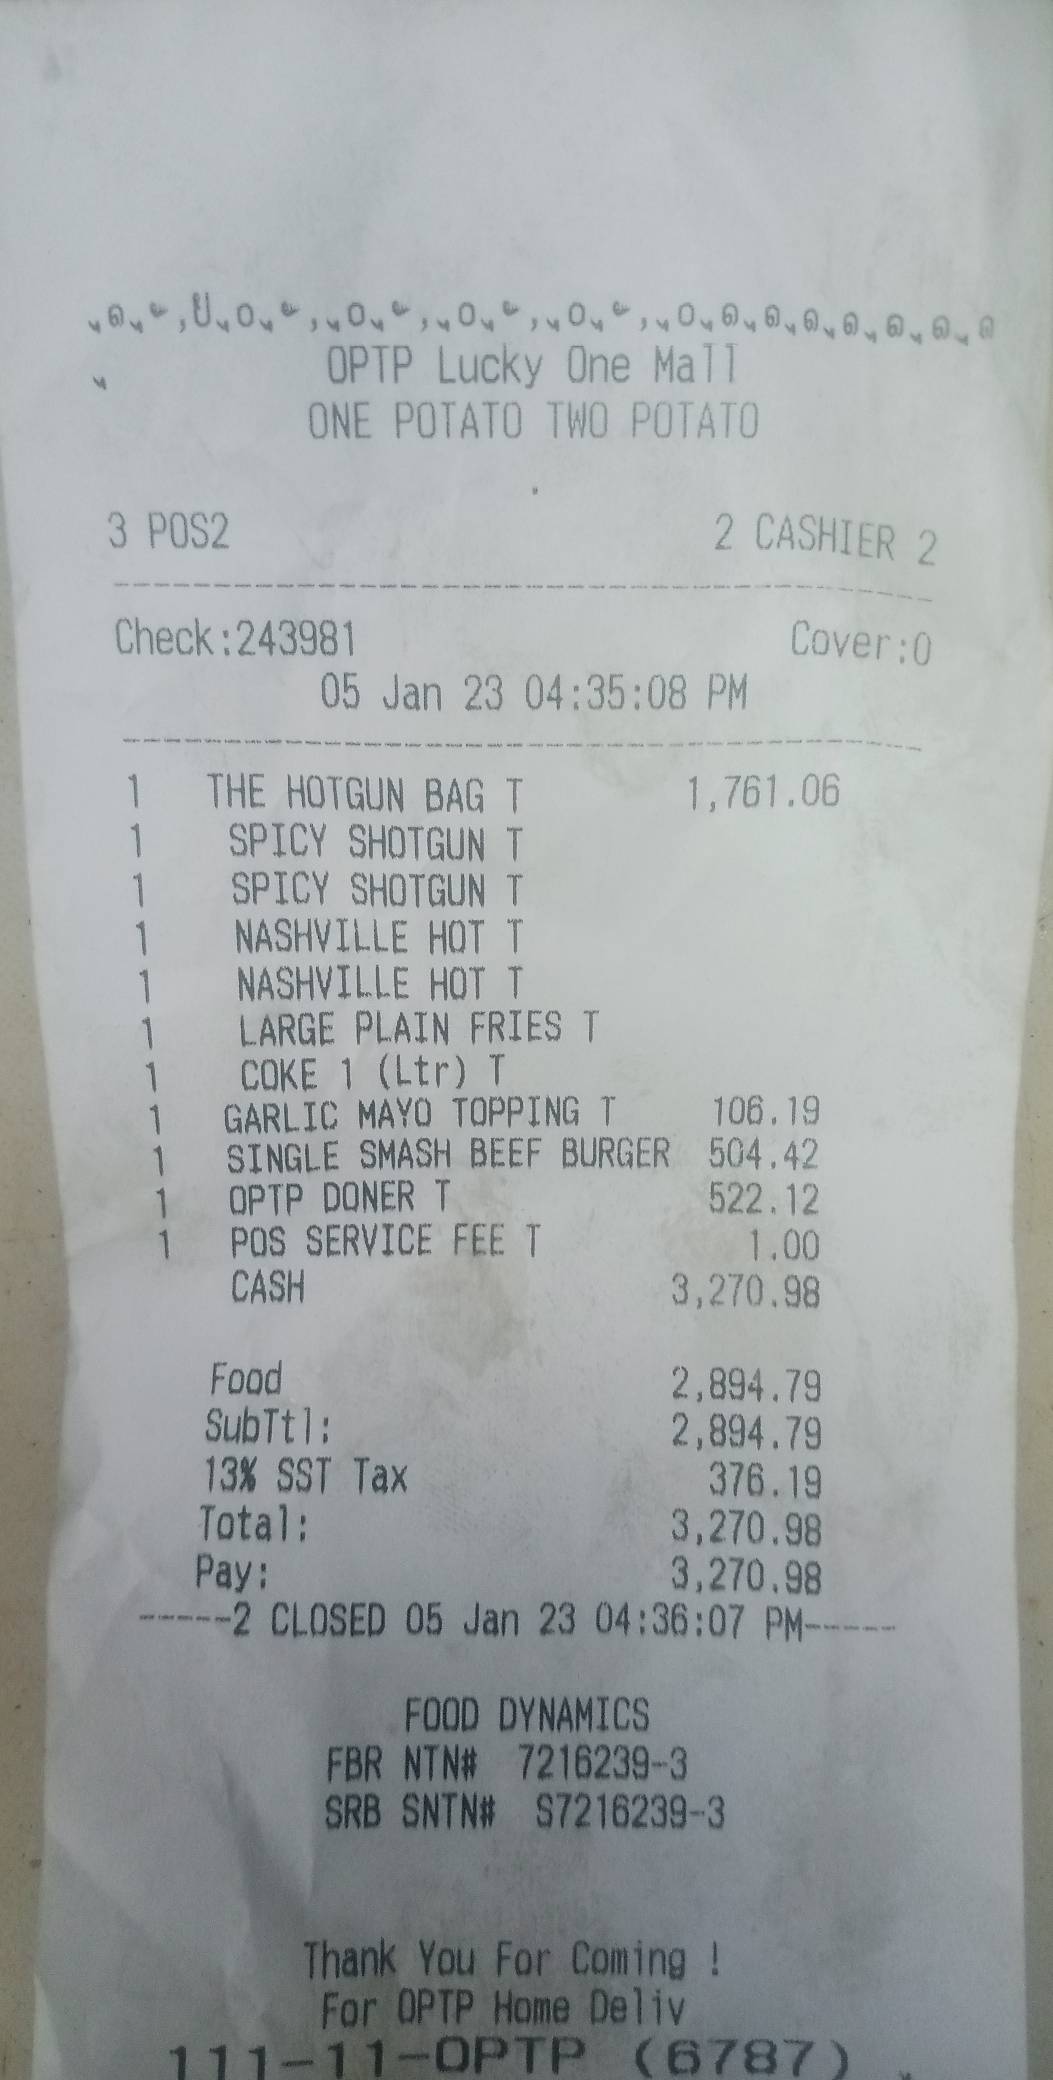 OPTP Lucky One Mall
ONE POTATO TWO POTATO
3 POS2 2 CASHIER 2
Check:243981 Cover:0
05 Jan 23 04:35:08 PM
1 THE HOTGUN BAG T 1,761.06
1 SPICY SHOTGUN T
1 SPICY SHOTGUN T
1 NASHVILLE HOT T
1 NASHVILLE HOT T
1 LARGE PLAIN FRIES T
1 COKE 1 (Ltr) T
1 GARLIC MAYO TOPPING T 106.19
1 SINGLE SMASH BEEF BURGER 504.42
1 OPTP DONER T 522.12
1 POS SERVICE FEE T 1.00
CASH 3,270.98
Food 2,894.79
SubTtl: 2,894.79
13% SST Tax 376.19
Total: 3,270.98
Pay: 3,270.98
-----2 CLOSED 05 Jan 23 04:36:07 PM-----
FOOD DYNAMICS
FBR NTN# 7216239-3
SRB SNTN# S7216239-3
Thank You For Coming !
For OPTP Home Deliv
111-11-OPTP (6787)